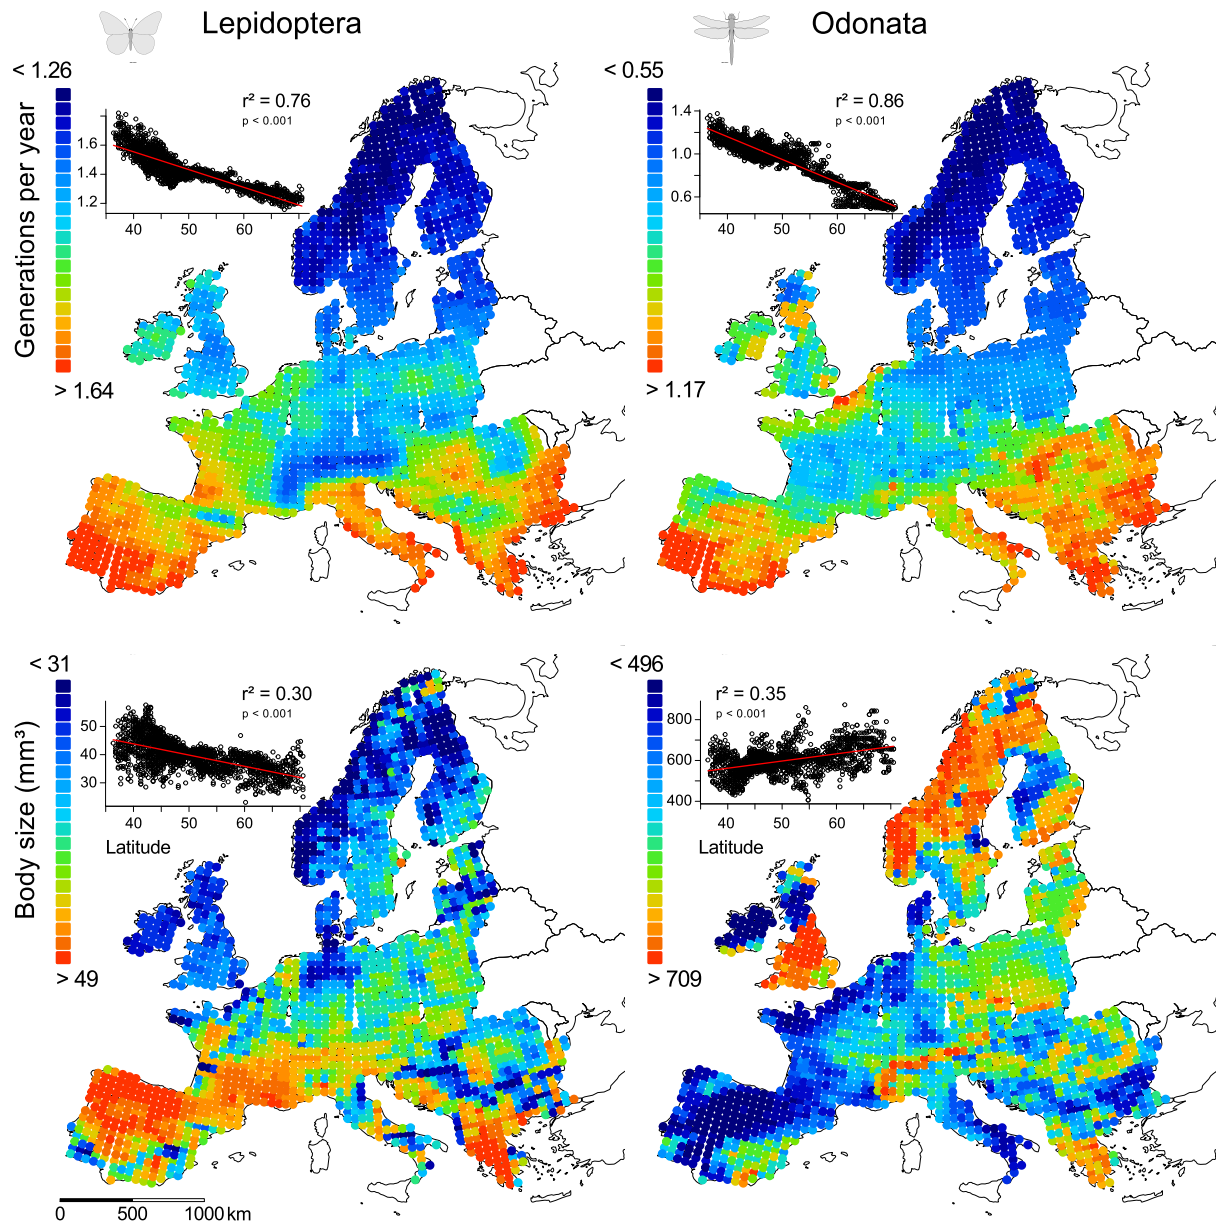 Lepidoptera
Odonata
Generations per year
< 1.26
> 1.64
r² = 0.76
p < 0.001
1.6
1.4
1.2
40
50
60
< 0.55
> 1.17
r² = 0.86
p < 0.001
1.4
1.0
0.6
40
50
60
Body size (mm³)
< 31
> 49
r² = 0.30
p < 0.001
50
40
30
40
50
60
Latitude
< 496
> 709
r² = 0.35
p < 0.001
800
600
400
40
50
60
Latitude
0
500
1000 km